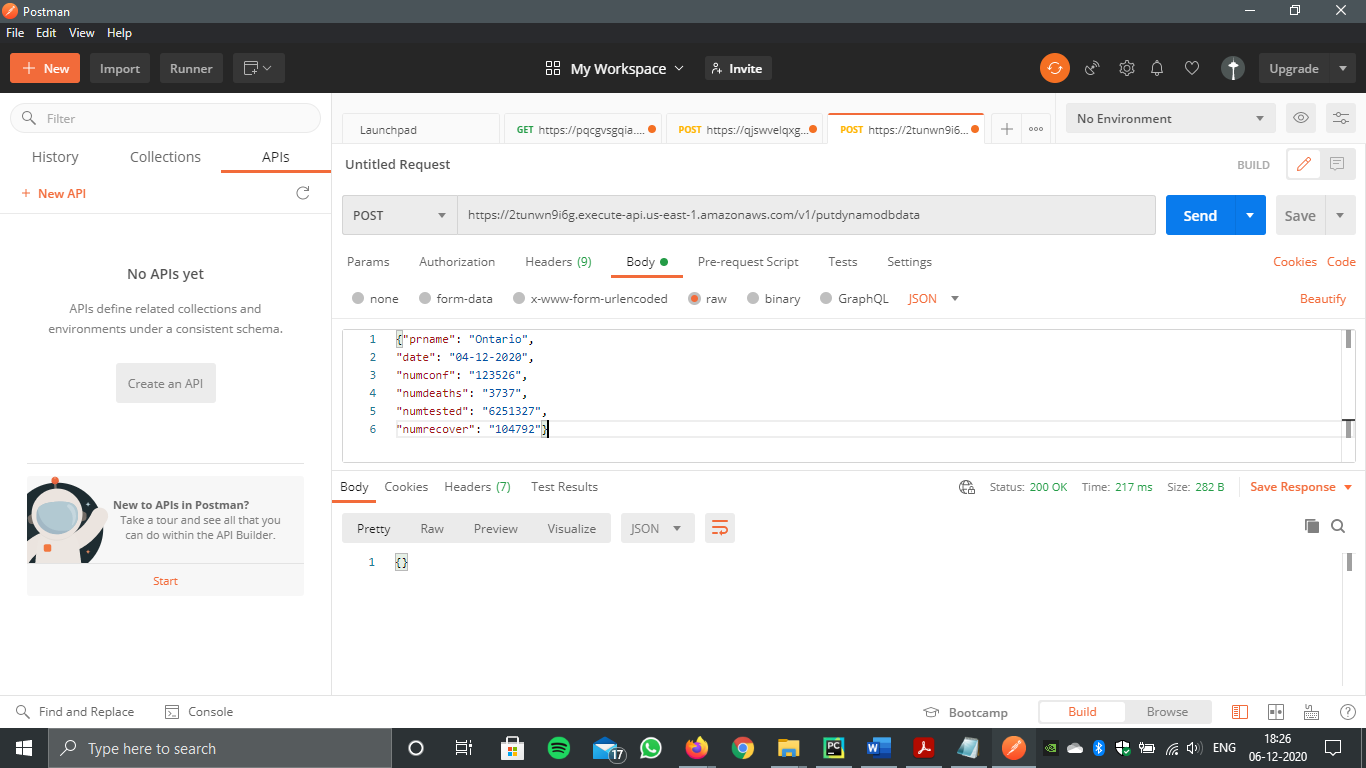 Postman
File Edit View Help
+ New Import Runner My Workspace Invite Upgrade
Filter
History Collections APIs
+ New API
No APIs yet
APIs define related collections and
environments under a consistent schema.
Create an API
New to APIs in Postman?
Take a tour and see all that you
can do within the API Builder.
Start
Launchpad GET https://pqcgvsgqia.... POST https://qjswvelqxg... POST https://2tunwn9i6... + ooo No Environment
Untitled Request BUILD
POST https://2tunwn9i6g.execute-api.us-east-1.amazonaws.com/v1/putdynamodbdata Send Save
Params Authorization Headers (9) Body Pre-request Script Tests Settings Cookies Code
none form-data x-www-form-urlencoded raw binary GraphQL JSON Beautify
1 {"prname": "Ontario",
2 "date": "04-12-2020",
3 "numconf": "123526",
4 "numdeaths": "3737",
5 "numtested": "6251327",
6 "numrecover": "104792"}
Body Cookies Headers (7) Test Results Status: 200 OK Time: 217 ms Size: 282 B Save Response
Pretty Raw Preview Visualize JSON
1 {}
Find and Replace Console Bootcamp Build Browse ?
Type here to search 17 PC W ENG 18:26
06-12-2020